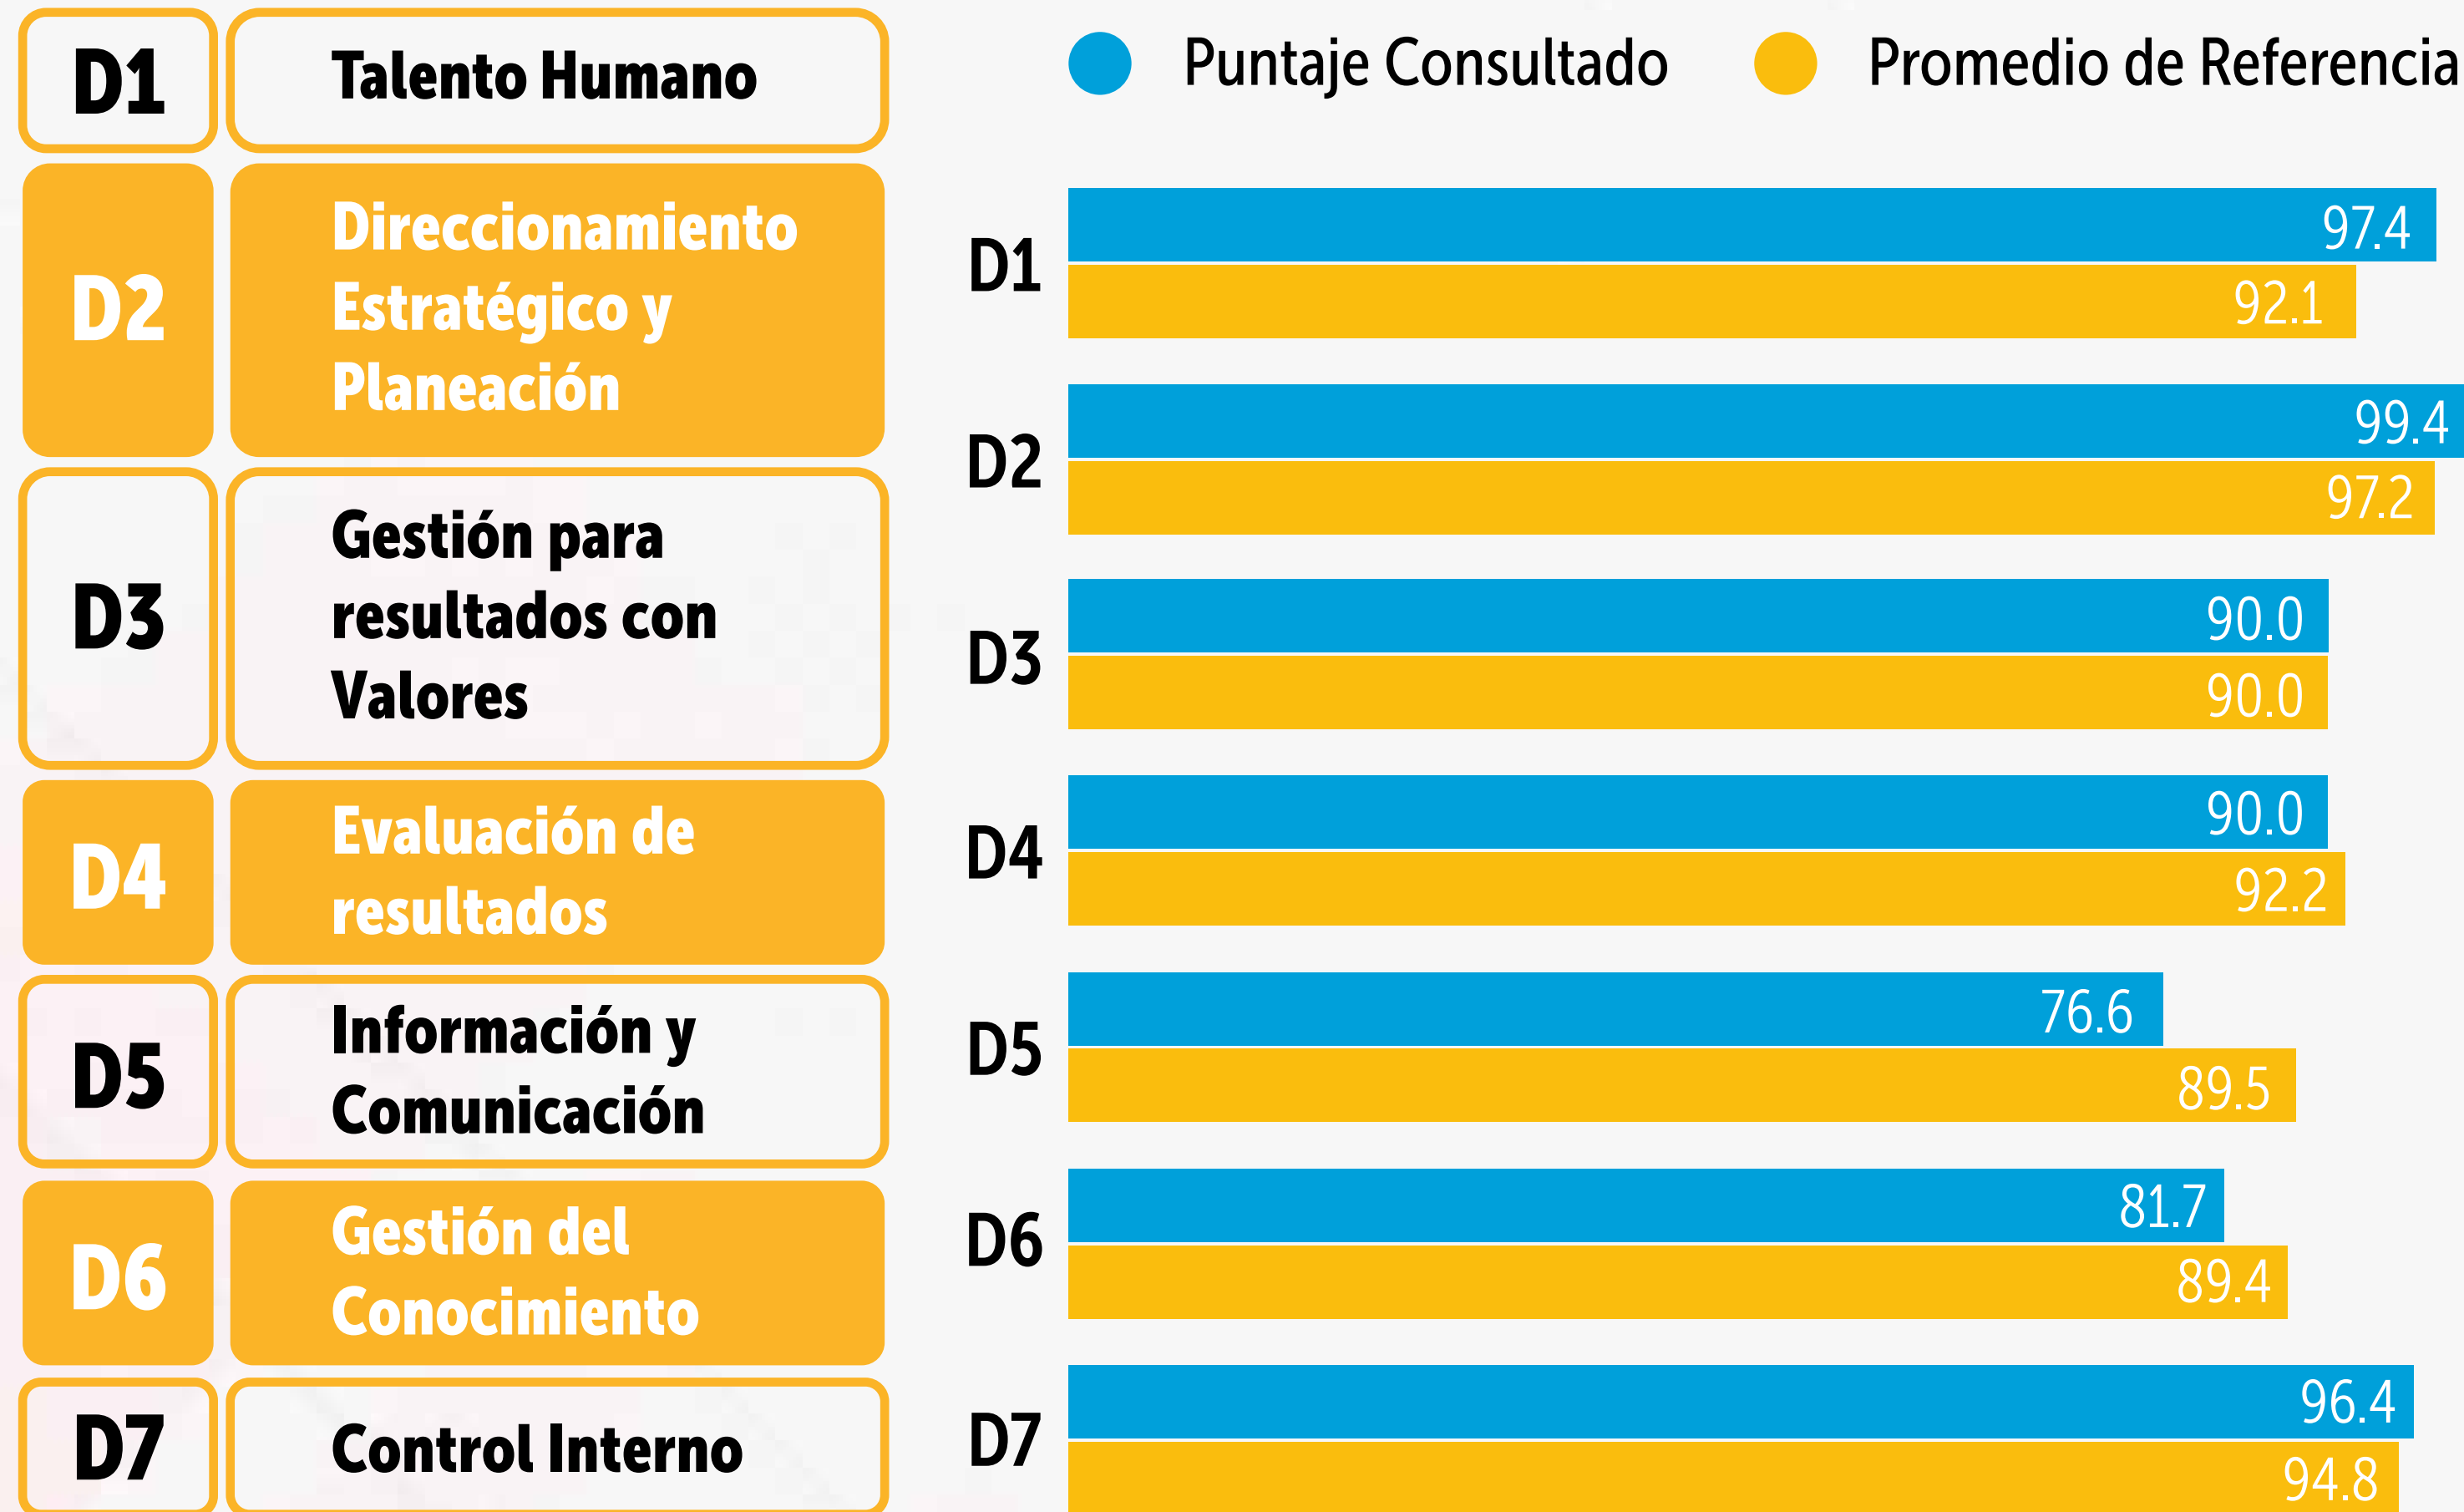 D1
Talento Humano
D2
Direccionamiento
Estratégico y
Planeación
D3
Gestión para
resultados con
Valores
D4
Evaluación de
resultados
D5
Información y
Comunicación
D6
Gestión del
Conocimiento
D7
Control Interno
Puntaje Consultado
Promedio de Referencia
D1
97.4
92.1
D2
99.4
97.2
D3
90.0
90.0
D4
90.0
92.2
D5
76.6
89.5
D6
81.7
89.4
D7
96.4
94.8